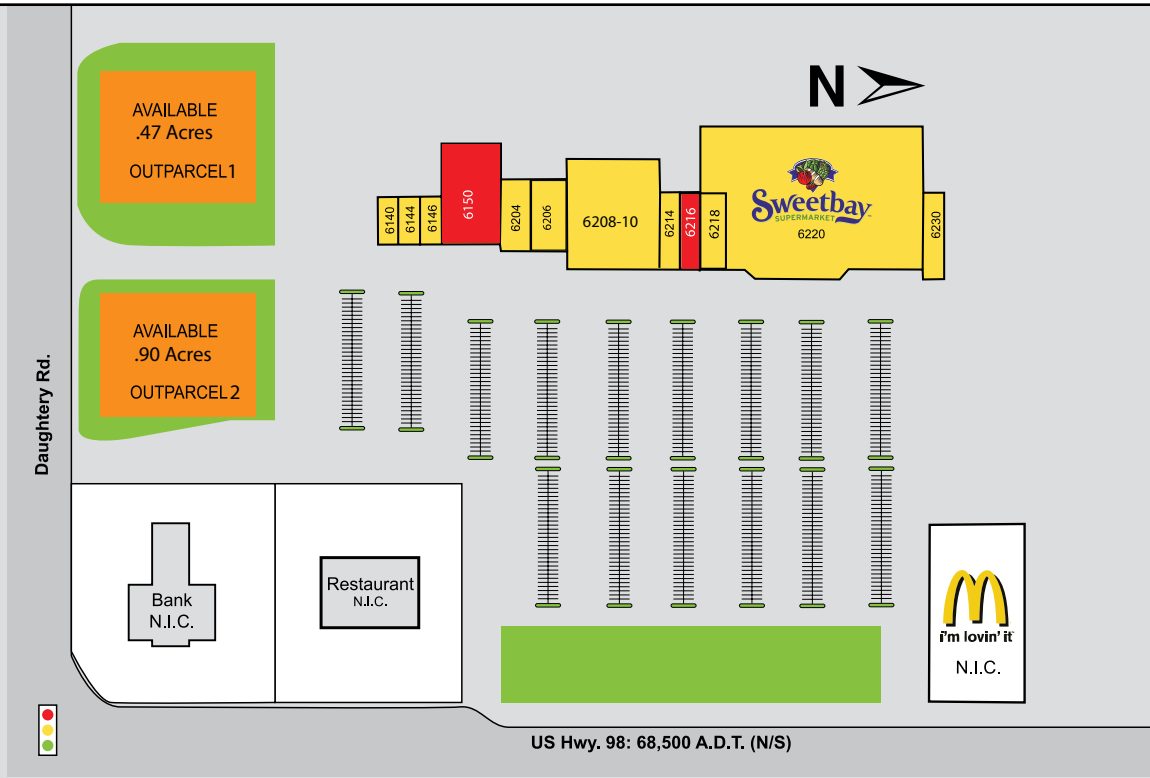 AVAILABLE
.47 Acres
OUTPARCEL 1
N
6140
6144
6146
6150
6204
6206
6208-10
6214
6216
6218
Sweetbay
SUPERMARKET
6220
6230
AVAILABLE
.90 Acres
OUTPARCEL 2
Daughtery Rd.
Bank
N.I.C.
Restaurant
N.I.C.
i'm lovin' it
N.I.C.
US Hwy. 98: 68,500 A.D.T. (N/S)